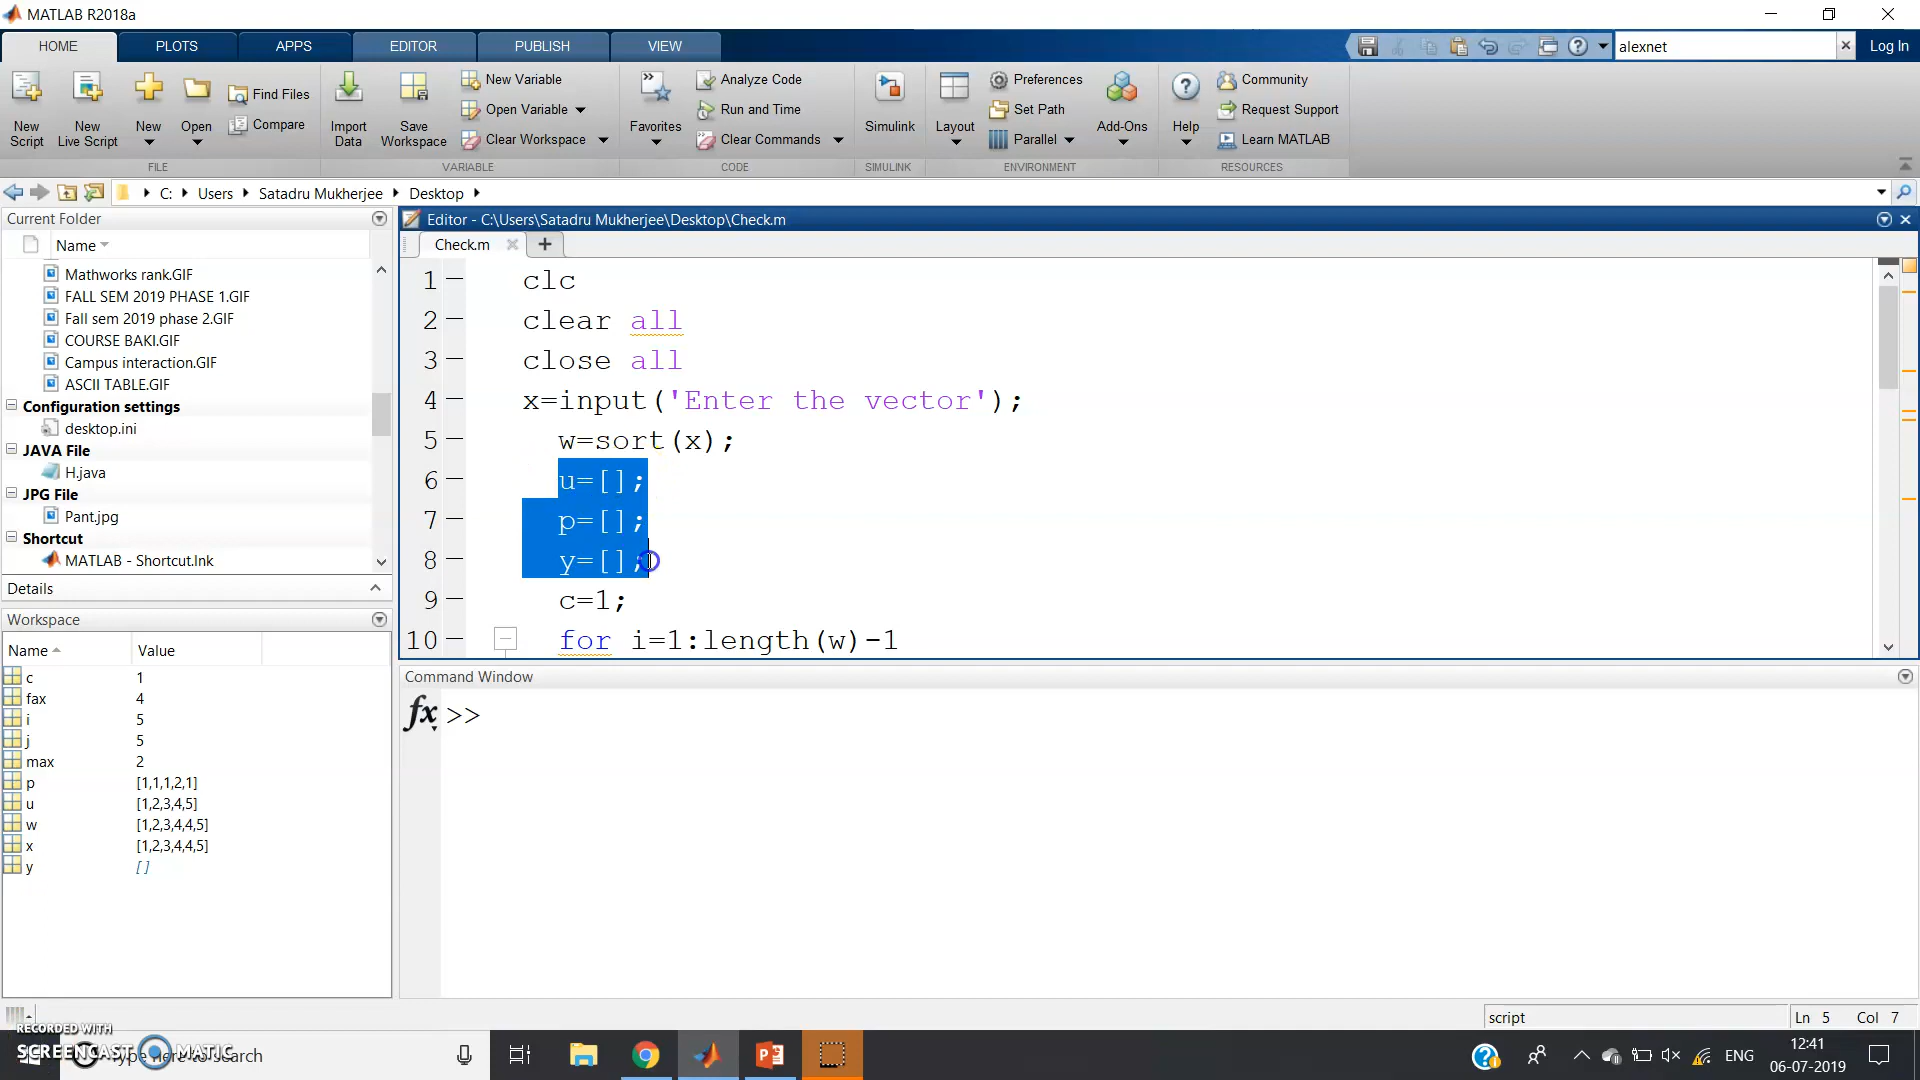 MATLAB R2018a
HOME PLOTS APPS EDITOR PUBLISH VIEW alexnet Log In
New Script
New Live Script
New
Open
Find Files
Compare
FILE
Import Data
Save Workspace
New Variable
Open Variable
Clear Workspace
VARIABLE
Favorites
Analyze Code
Run and Time
Clear Commands
CODE
Simulink
SIMULINK
Layout
Preferences
Set Path
Parallel
ENVIRONMENT
Add-Ons
Help
Community
Request Support
Learn MATLAB
RESOURCES
C: Users Satadru Mukherjee Desktop
Current Folder
Name
Mathworks rank.GIF
FALL SEM 2019 PHASE 1.GIF
Fall sem 2019 phase 2.GIF
COURSE BAKI.GIF
Campus interaction.GIF
ASCII TABLE.GIF
Configuration settings
desktop.ini
JAVA File
H.java
JPG File
Pant.jpg
Shortcut
MATLAB - Shortcut.lnk
Details
Workspace
Name Value
c 1
fax 4
i 5
j 5
max 2
p [1,1,1,2,1]
u [1,2,3,4,5]
w [1,2,3,4,4,5]
x [1,2,3,4,4,5]
y []
Editor - C:\Users\Satadru Mukherjee\Desktop\Check.m
Check.m
1 clc
2 clear all
3 close all
4 x=input('Enter the vector');
5 w=sort(x);
6 u=[];
7 p=[];
8 y=[];
9 c=1;
10 for i=1:length(w)-1
Command Window
fx >>
script Ln 5 Col 7
RECORDED WITH
SCREENCAST MATIC
Type here to search
ENG
12:41
06-07-2019